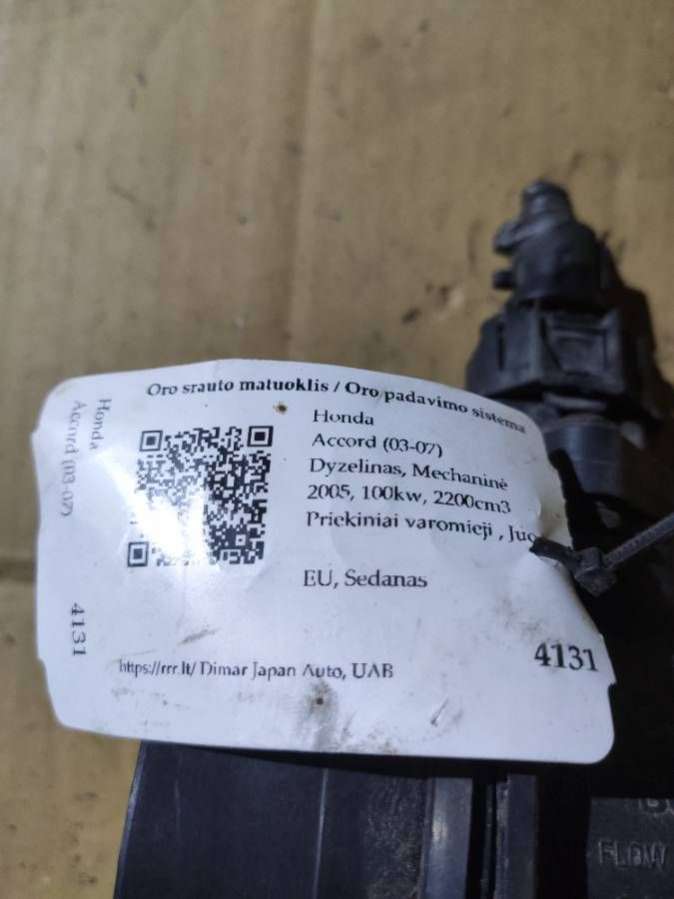 Oro srauto matuoklis / Oro padavimo sistema
Honda
Accord (03-07)
Dyzelinas, Mechaninė
2005, 100kw, 2200cm3
Priekiniai varomieji , Juo
EU, Sedanas
4131
https://rrr.lt/ Dimar Japan Auto, UAB
Honda
Accord (03-07)
4131
FLOW